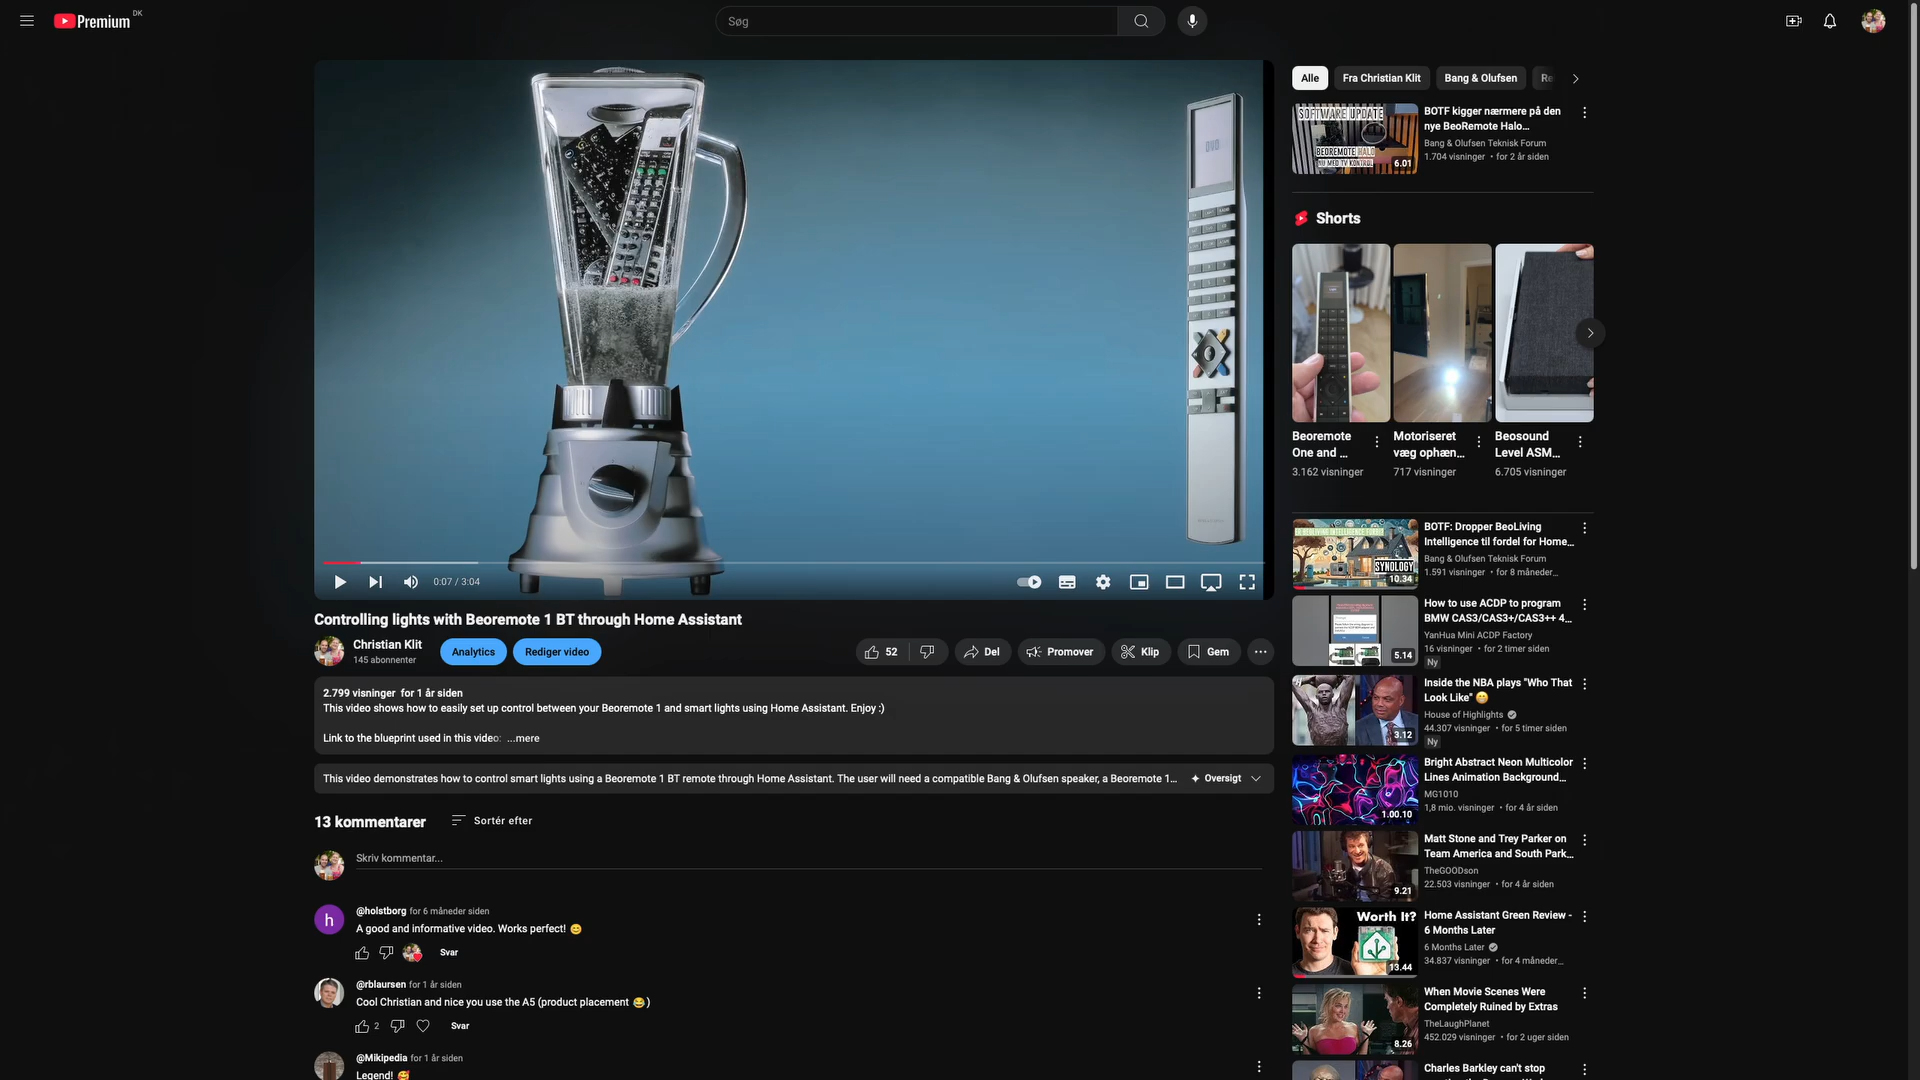 Premium DK
Søg
Alle
Fra Christian Klit
Bang & Olufsen
Re
SOFTWARE UPDATE
BEOREMOTE HALO
NU MED TV KONTROL
6.01
BOTF kigger nærmere på den
nye BeoRemote Halo...
Bang & Olufsen Teknisk Forum
1.704 visninger • for 2 år siden
DVD
Shorts
Beoremote
One and ...
3.162 visninger
Motoriseret
væg ophæn...
717 visninger
Beosound
Level ASM...
6.705 visninger
0:07 / 3:04
Controlling lights with Beoremote 1 BT through Home Assistant
Christian Klit
145 abonnenter
Analytics
Rediger video
52
Del
Promover
Klip
Gem
2.799 visninger for 1 år siden
This video shows how to easily set up control between your Beoremote 1 and smart lights using Home Assistant. Enjoy :)
Link to the blueprint used in this video: ...mere
This video demonstrates how to control smart lights using a Beoremote 1 BT remote through Home Assistant. The user will need a compatible Bang & Olufsen speaker, a Beoremote 1...
Oversigt
13 kommentarer
Sortér efter
Skriv kommentar...
h
@holstborg for 6 måneder siden
A good and informative video. Works perfect! 😊
Svar
@rblaursen for 1 år siden
Cool Christian and nice you use the A5 (product placement 😂)
2
Svar
@Mikipedia for 1 år siden
Legend! 🥰
SYNOLOGY
10.34
BOTF: Dropper BeoLiving
Intelligence til fordel for Home...
Bang & Olufsen Teknisk Forum
1.591 visninger • for 8 måneder...
5.14
How to use ACDP to program
BMW CAS3/CAS3+/CAS3++ 4...
YanHua Mini ACDP Factory
16 visninger • for 2 timer siden
Ny
3.12
Inside the NBA plays "Who That
Look Like" 😁
House of Highlights
44.307 visninger • for 5 timer siden
Ny
1.00.10
Bright Abstract Neon Multicolor
Lines Animation Background...
MG1010
1,8 mio. visninger • for 4 år siden
9.21
Matt Stone and Trey Parker on
Team America and South Park...
TheGOODson
22.503 visninger • for 4 år siden
Worth It?
13.44
Home Assistant Green Review -
6 Months Later
6 Months Later
34.837 visninger • for 4 måneder...
8.26
When Movie Scenes Were
Completely Ruined by Extras
TheLaughPlanet
452.029 visninger • for 2 uger siden
Charles Barkley can't stop